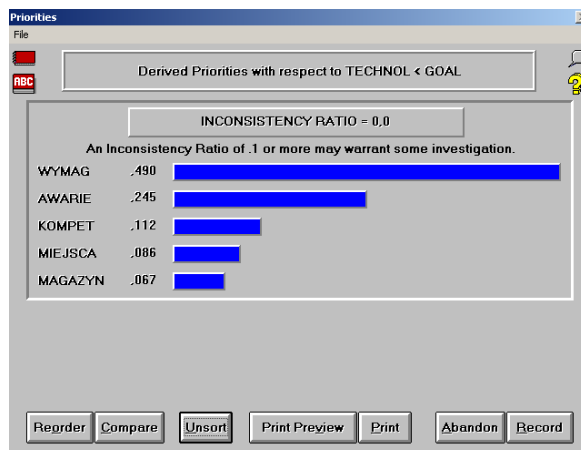 Priorities
File
ABC
Derived Priorities with respect to TECHNOL < GOAL
?
INCONSISTENCY RATIO = 0,0
An Inconsistency Ratio of .1 or more may warrant some investigation.
WYMAG ,490
AWARIE ,245
KOMPET ,112
MIEJSCA ,086
MAGAZYN ,067
Reorder Compare Unsort Print Preview Print Abandon Record